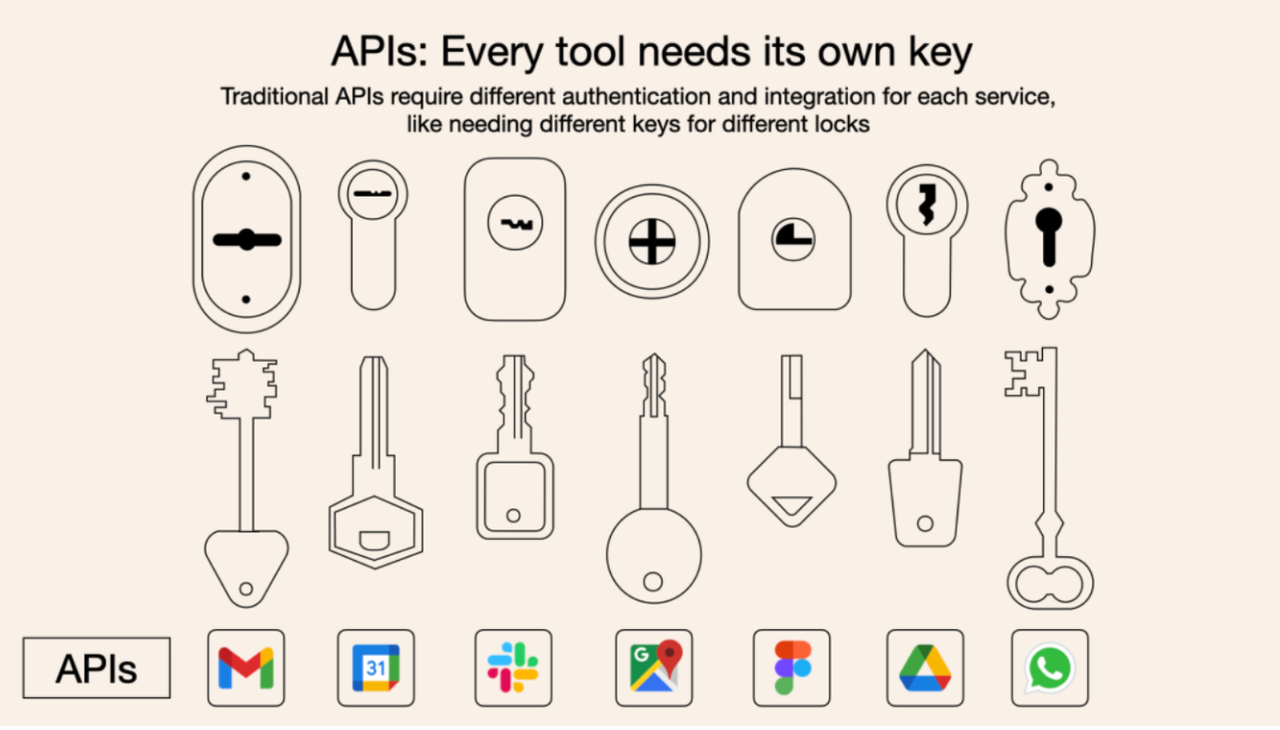 APIs: Every tool needs its own key
Traditional APIs require different authentication and integration for each service,
like needing different keys for different locks
APIs
31
G